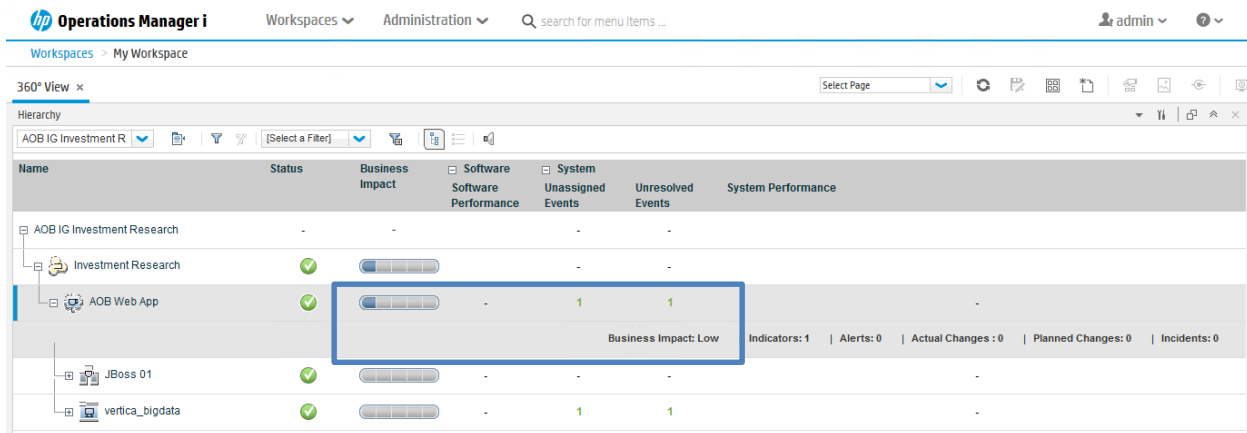 hp Operations Manager i Workspaces Administration search for menu items ... admin ?
Workspaces > My Workspace
360° View × Select Page
Hierarchy
AOB IG Investment R [Select a Filter]
Name Status Business Impact Software System
Software Performance Unassigned Events Unresolved Events System Performance
AOB IG Investment Research - - - -
Investment Research - -
AOB Web App - 1 1 -
Business Impact: Low Indicators: 1 | Alerts: 0 | Actual Changes : 0 | Planned Changes: 0 | Incidents: 0
JBoss 01 - - - -
vertica_bigdata - 1 1 -